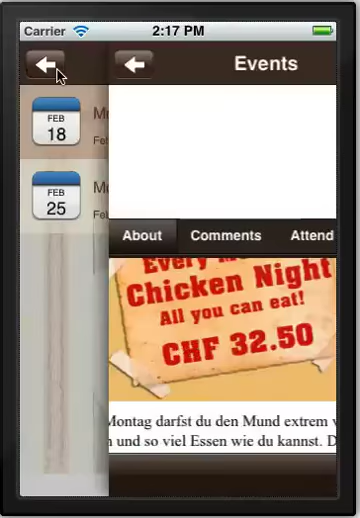 Carrier 2:17 PM
Events
FEB
18
FEB
25
About Comments Attend
Every
Chicken Night
All you can eat!
CHF 32.50
Montag darfst du den Mund extrem
und so viel Essen wie du kannst. D